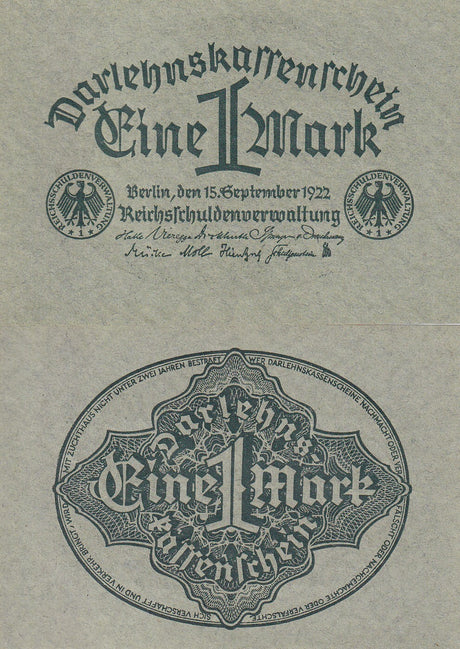 Darlehnskassenschein
Eine 1 Mark
Berlin, den 15. September 1922
Reichsschuldenverwaltung
REICHSSCHULDENVERWALTUNG
* 1 *
REICHSSCHULDENVERWALTUNG
* 1 *
WER DARLEHNSKASSENSCHEINE NACHMACHT ODER VERFÄLSCHT ODER NACHGEMACHTE ODER VERFÄLSCHTE SICH VERSCHAFFT UND IN VERKEHR BRINGT, WIRD MIT ZUCHTHAUS NICHT UNTER ZWEI JAHREN BESTRAFT
Darlehns-
Eine 1 Mark
kassenschein